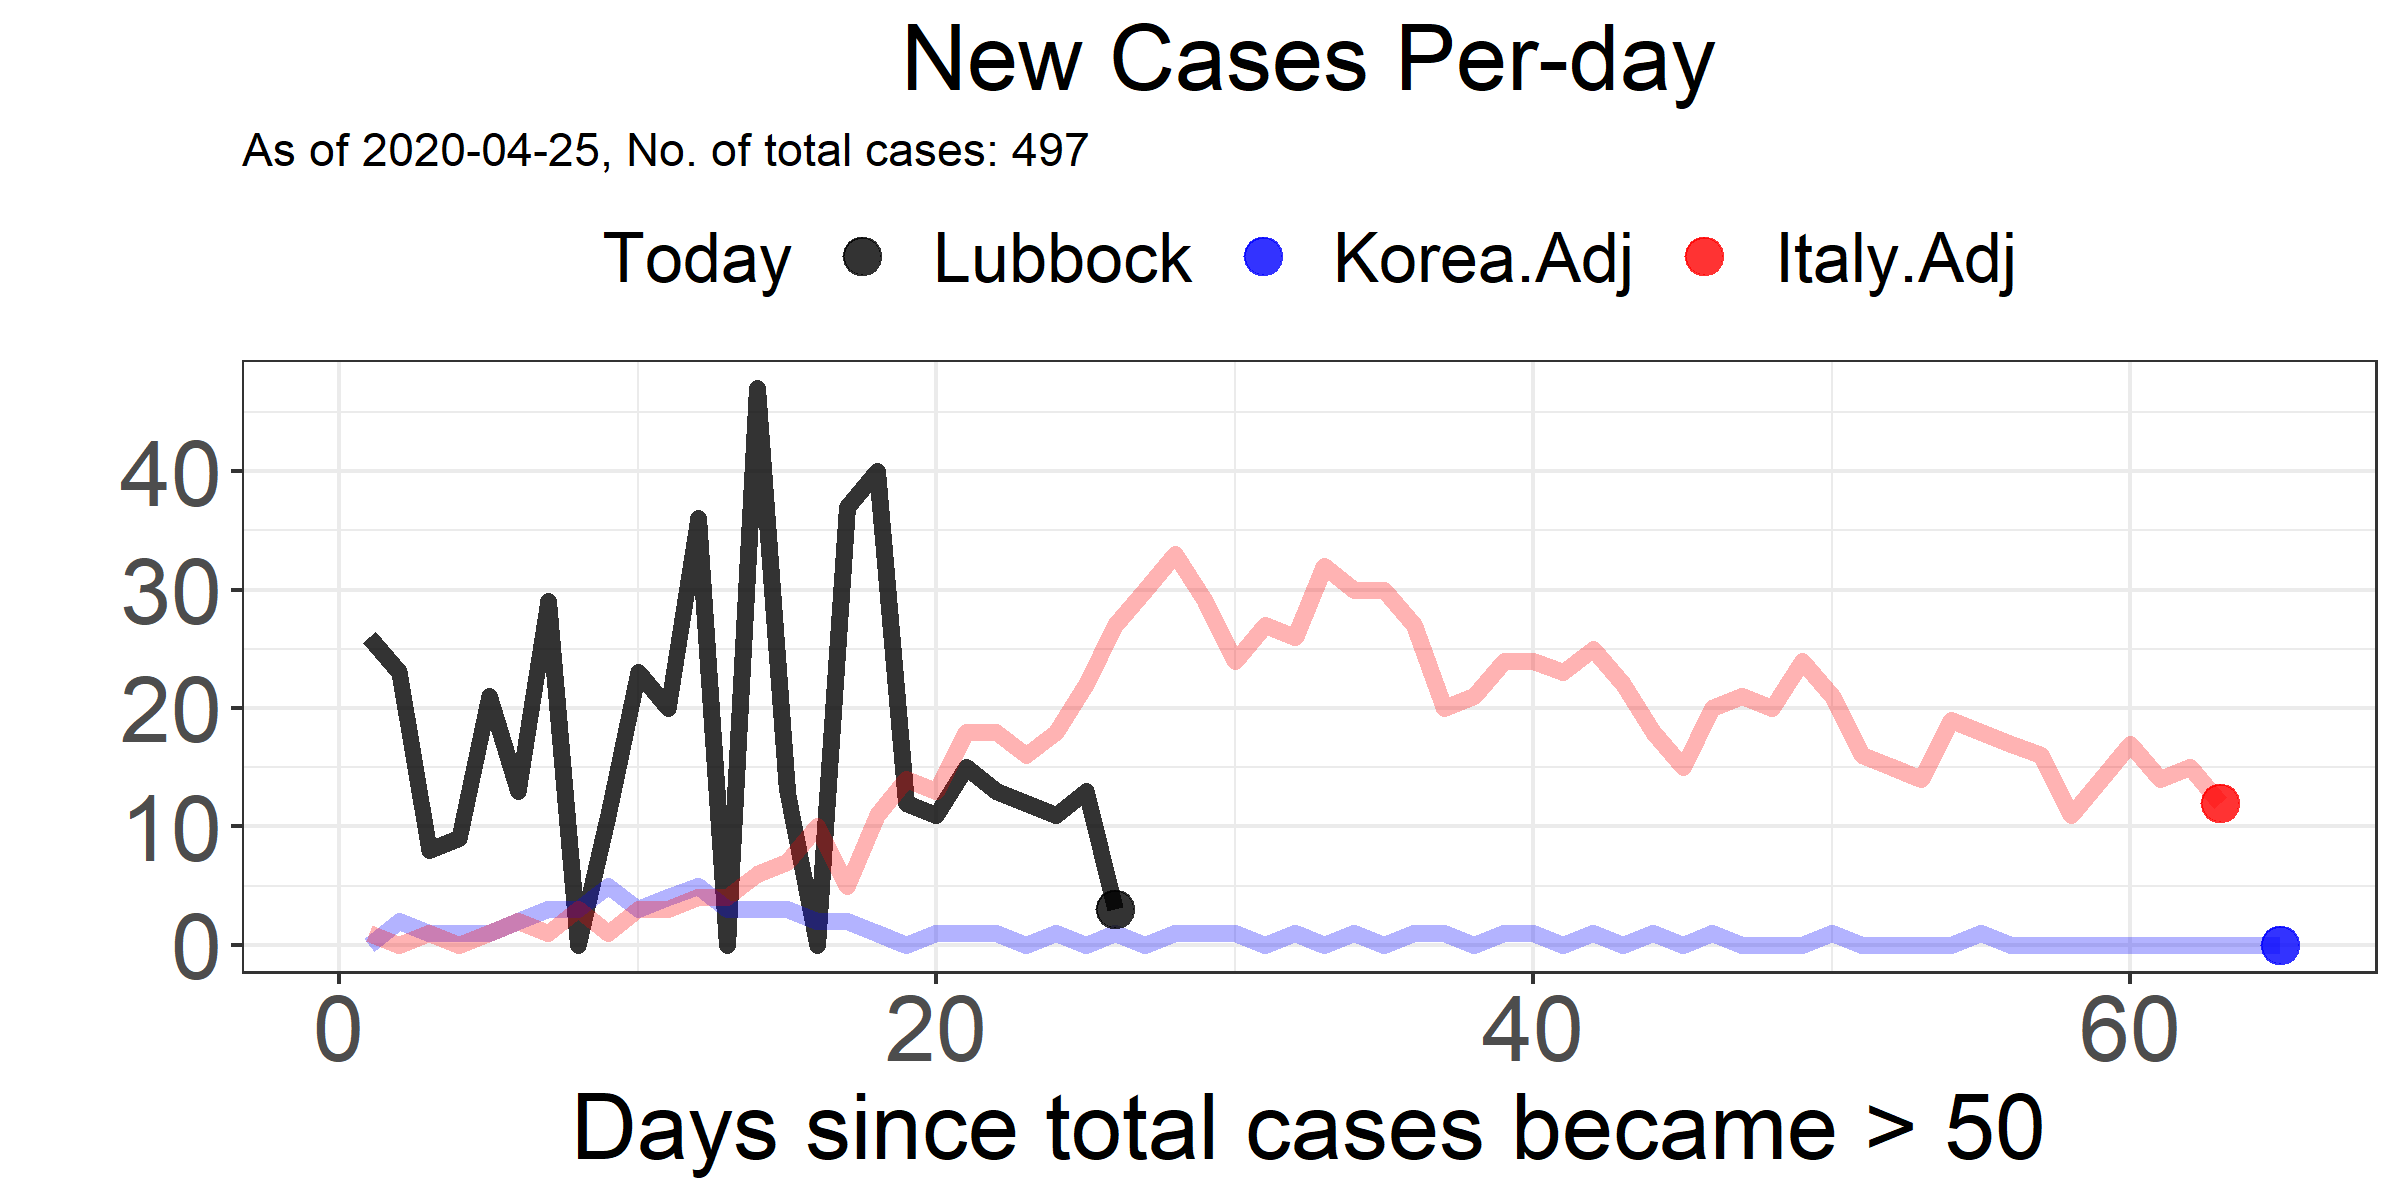 New Cases Per-day
As of 2020-04-25, No. of total cases: 497
Today Lubbock Korea.Adj Italy.Adj
40
30
20
10
0
0 20 40 60
Days since total cases became > 50